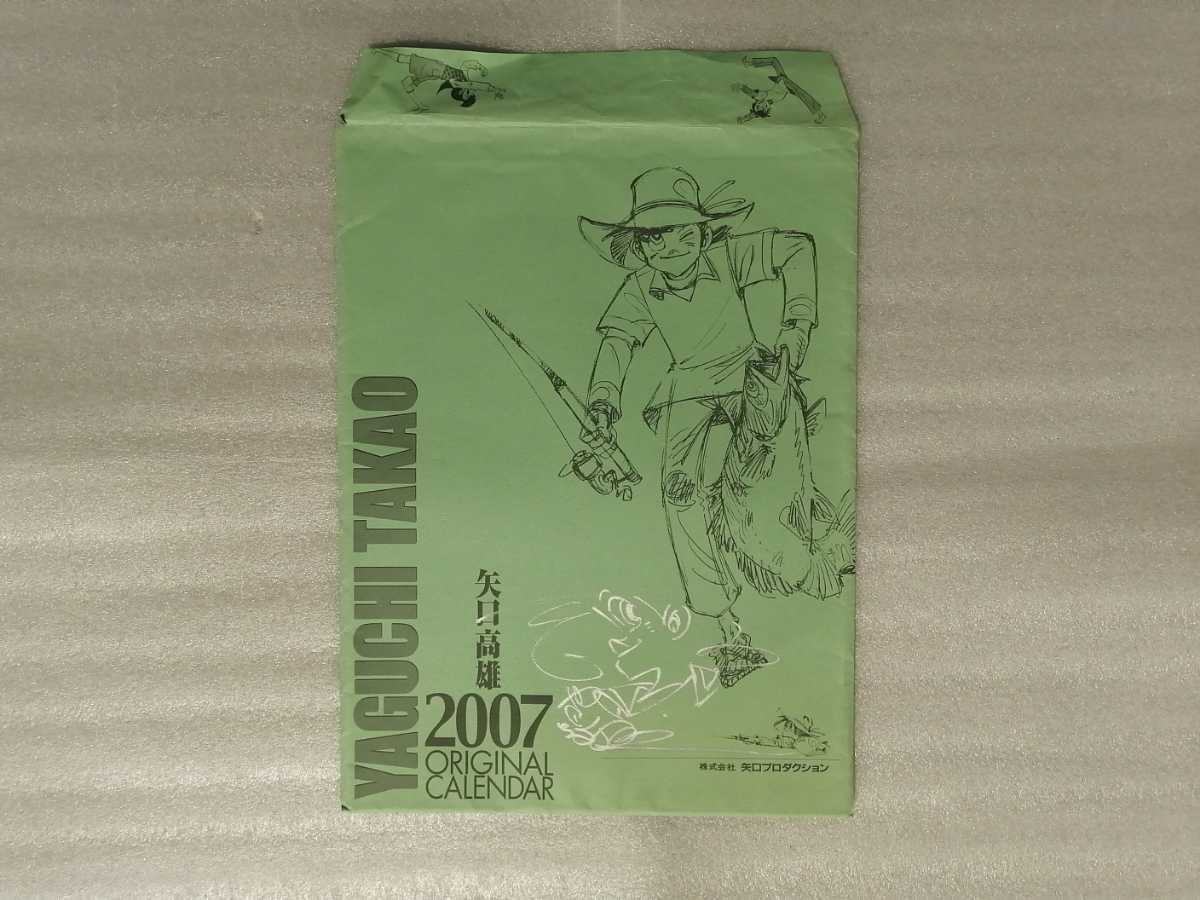 YAGUCHI TAKAO
矢口高雄
2007
ORIGINAL
CALENDAR
株式会社 矢口プロダクション